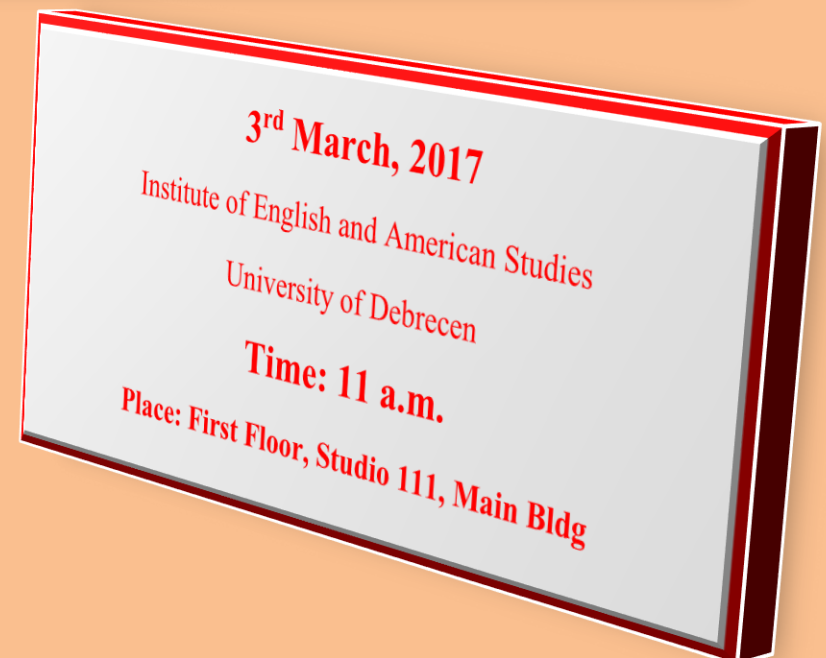 3rd March, 2017
Institute of English and American Studies
University of Debrecen
Time: 11 a.m.
Place: First Floor, Studio 111, Main Bldg